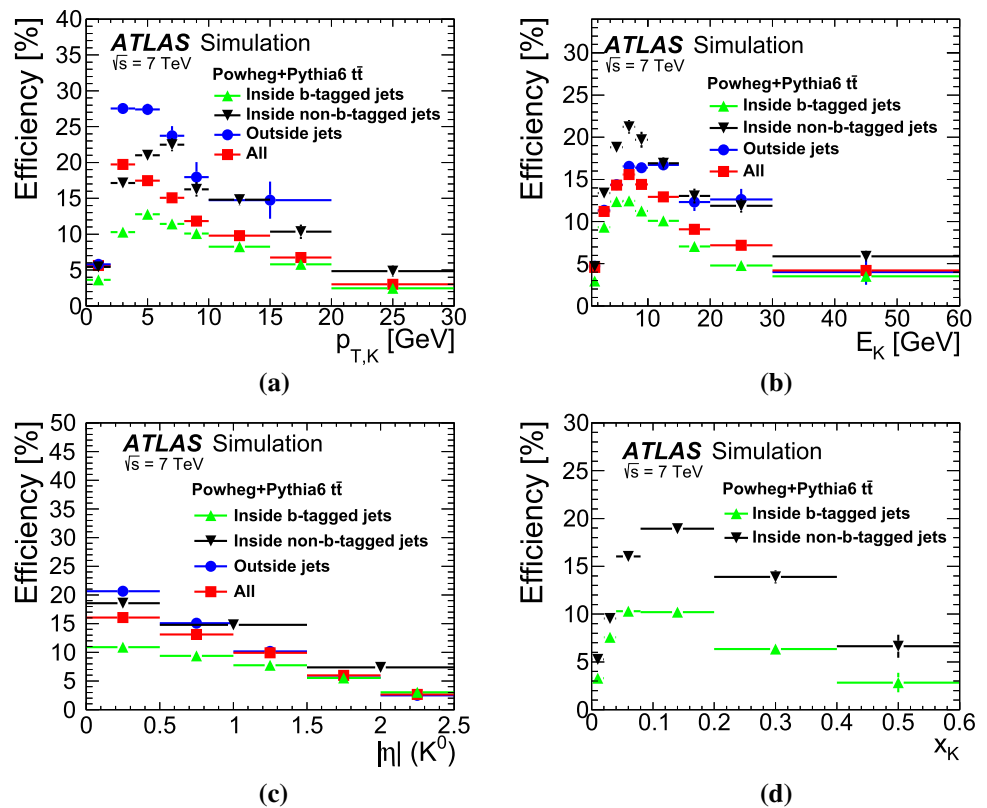 Efficiency [%]
40
35
30
25
20
15
10
5
0
ATLAS Simulation
√s = 7 TeV
Powheg+Pythia6 tt̄
Inside b-tagged jets
Inside non-b-tagged jets
Outside jets
All
0 5 10 15 20 25 30
p_T,K [GeV]
(a)
Efficiency [%]
30
25
20
15
10
5
0
ATLAS Simulation
√s = 7 TeV
Powheg+Pythia6 tt̄
Inside b-tagged jets
Inside non-b-tagged jets
Outside jets
All
10 20 30 40 50 60
E_K [GeV]
(b)
Efficiency [%]
50
45
40
35
30
25
20
15
10
5
0
ATLAS Simulation
√s = 7 TeV
Powheg+Pythia6 tt̄
Inside b-tagged jets
Inside non-b-tagged jets
Outside jets
All
0 0.5 1 1.5 2 2.5
|η| (K⁰)
(c)
Efficiency [%]
30
25
20
15
10
5
0
ATLAS Simulation
√s = 7 TeV
Powheg+Pythia6 tt̄
Inside b-tagged jets
Inside non-b-tagged jets
0 0.1 0.2 0.3 0.4 0.5 0.6
x_K
(d)